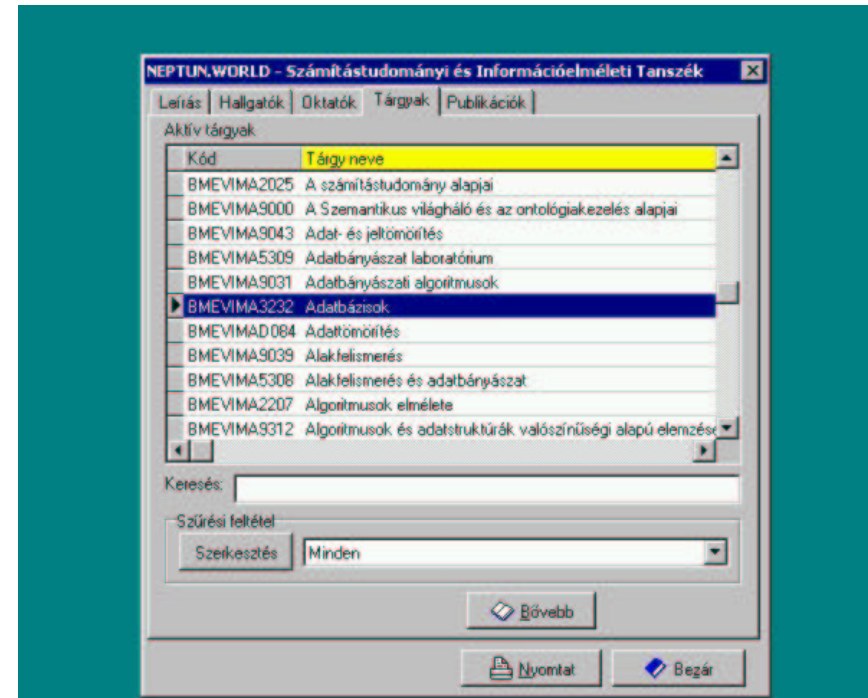 NEPTUN.WORLD - Számítástudományi és Információelméleti Tanszék
Leírás Hallgatók Oktatók Tárgyak Publikációk
Aktív tárgyak
Kód Tárgy neve
BMEVIMA2025 A számítástudomány alapjai
BMEVIMA9000 A Szemantikus világháló és az ontológiakezelés alapjai
BMEVIMA9043 Adat- és jeltömörítés
BMEVIMA5309 Adatbányászat laboratórium
BMEVIMA9031 Adatbányászati algoritmusok
BMEVIMA3232 Adatbázisok
BMEVIMAD084 Adattömörítés
BMEVIMA9039 Alakfelismerés
BMEVIMA5308 Alakfelismerés és adatbányászat
BMEVIMA2207 Algoritmusok elmélete
BMEVIMA9312 Algoritmusok és adatstruktúrák valószínűségi alapú elemzése
Keresés:
Szűrési feltétel
Szerkesztés Minden
Bővebb
Nyomtat Bezár